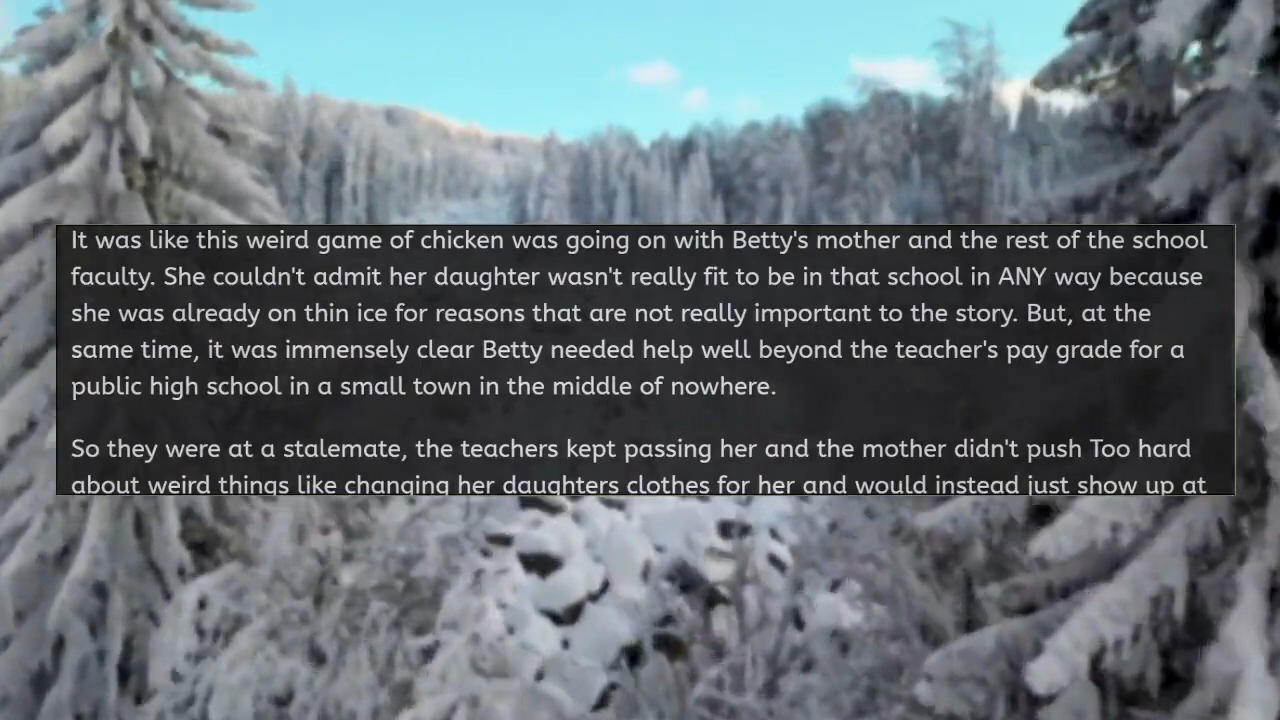 It was like this weird game of chicken was going on with Betty's mother and the rest of the school
faculty. She couldn't admit her daughter wasn't really fit to be in that school in ANY way because
she was already on thin ice for reasons that are not really important to the story. But, at the
same time, it was immensely clear Betty needed help well beyond the teacher's pay grade for a
public high school in a small town in the middle of nowhere.
So they were at a stalemate, the teachers kept passing her and the mother didn't push Too hard
about weird things like changing her daughters clothes for her and would instead just show up at